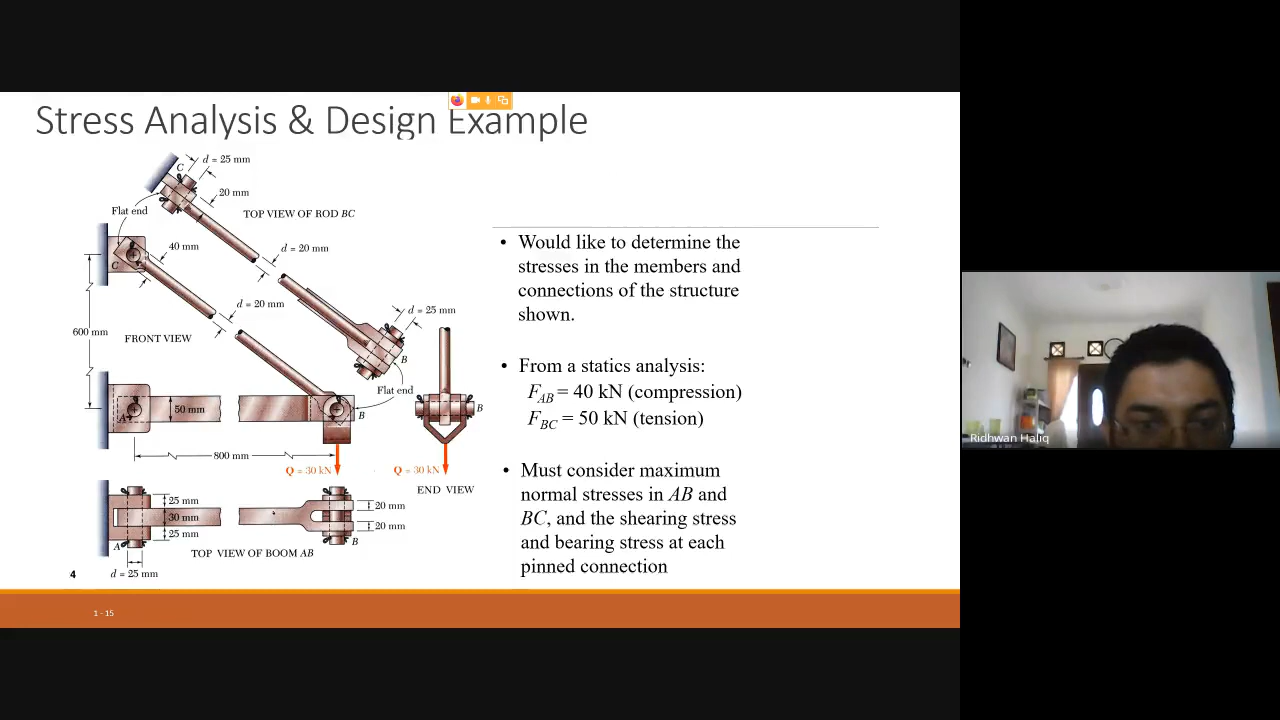 Stress Analysis & Design Example
C
d = 25 mm
20 mm
Flat end
TOP VIEW OF ROD BC
40 mm
d = 20 mm
C
d = 20 mm
d = 25 mm
600 mm
FRONT VIEW
B
Flat end
A
50 mm
B
B
800 mm
Q = 30 kN
Q = 30 kN
END VIEW
25 mm
20 mm
30 mm
20 mm
25 mm
A
B
TOP VIEW OF BOOM AB
d = 25 mm
• Would like to determine the
stresses in the members and
connections of the structure
shown.
• From a statics analysis:
F_AB = 40 kN (compression)
F_BC = 50 kN (tension)
• Must consider maximum
normal stresses in AB and
BC, and the shearing stress
and bearing stress at each
pinned connection
4
1 - 15
Ridhwan Haliq